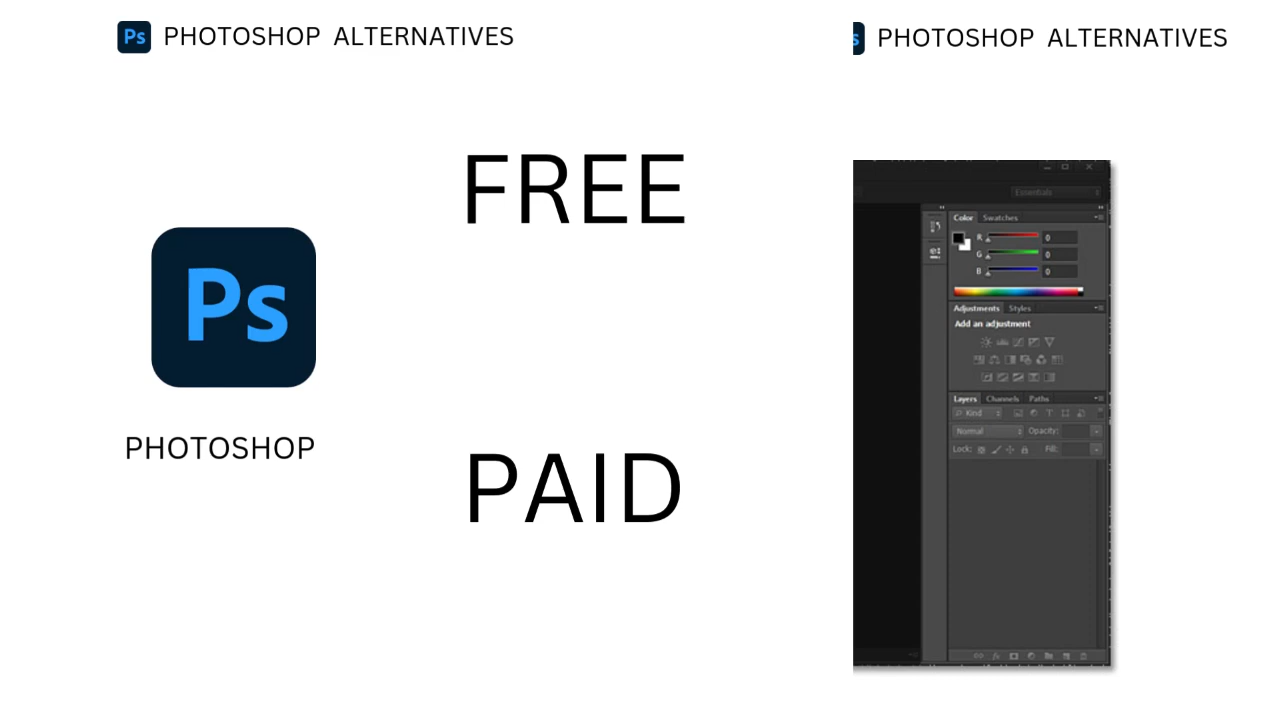 Ps PHOTOSHOP ALTERNATIVES
s PHOTOSHOP ALTERNATIVES
FREE
Ps
PHOTOSHOP
PAID
Essentials
Color Swatches
R 0
G 0
B 0
Adjustments Styles
Add an adjustment
Layers Channels Paths
Kind
Normal Opacity:
Lock: Fill: